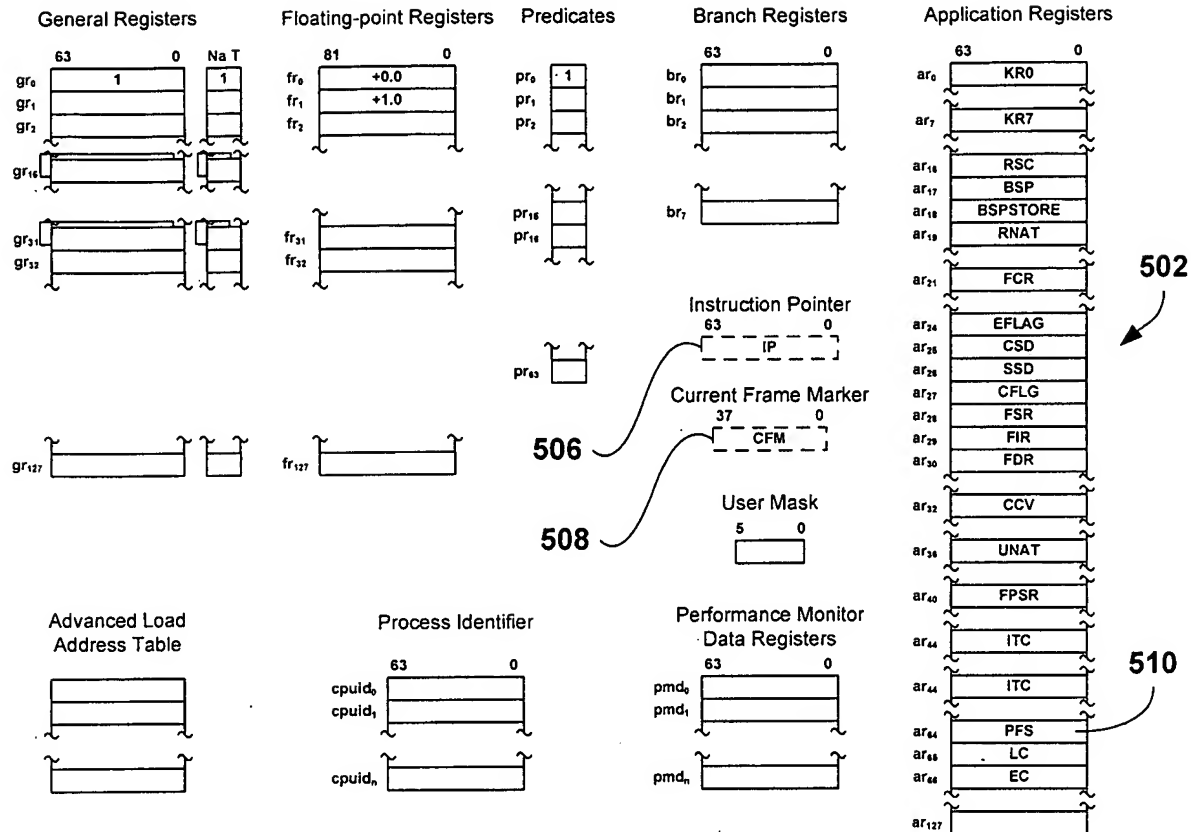 General Registers
63 0 Na T
gr0 1 1
gr1
gr2
gr16
gr31
gr32
gr127
Floating-point Registers
81 0
fr0 +0.0
fr1 +1.0
fr2
fr31
fr32
fr127
Predicates
pr0 1
pr1
pr2
pr15
pr16
pr63
Branch Registers
63 0
br0
br1
br2
br7
Instruction Pointer
63 0
IP
506
Current Frame Marker
37 0
CFM
508
User Mask
5 0
Application Registers
63 0
ar0 KR0
ar7 KR7
ar16 RSC
ar17 BSP
ar18 BSPSTORE
ar19 RNAT
ar21 FCR
ar24 EFLAG
ar25 CSD
ar26 SSD
ar27 CFLG
ar28 FSR
ar29 FIR
ar30 FDR
ar32 CCV
ar36 UNAT
ar40 FPSR
ar44 ITC
ar44 ITC
ar64 PFS
ar65 LC
ar66 EC
ar127
502
510
Advanced Load
Address Table
Process Identifier
63 0
cpuid0
cpuid1
cpuidn
Performance Monitor
Data Registers
63 0
pmd0
pmd1
pmdn